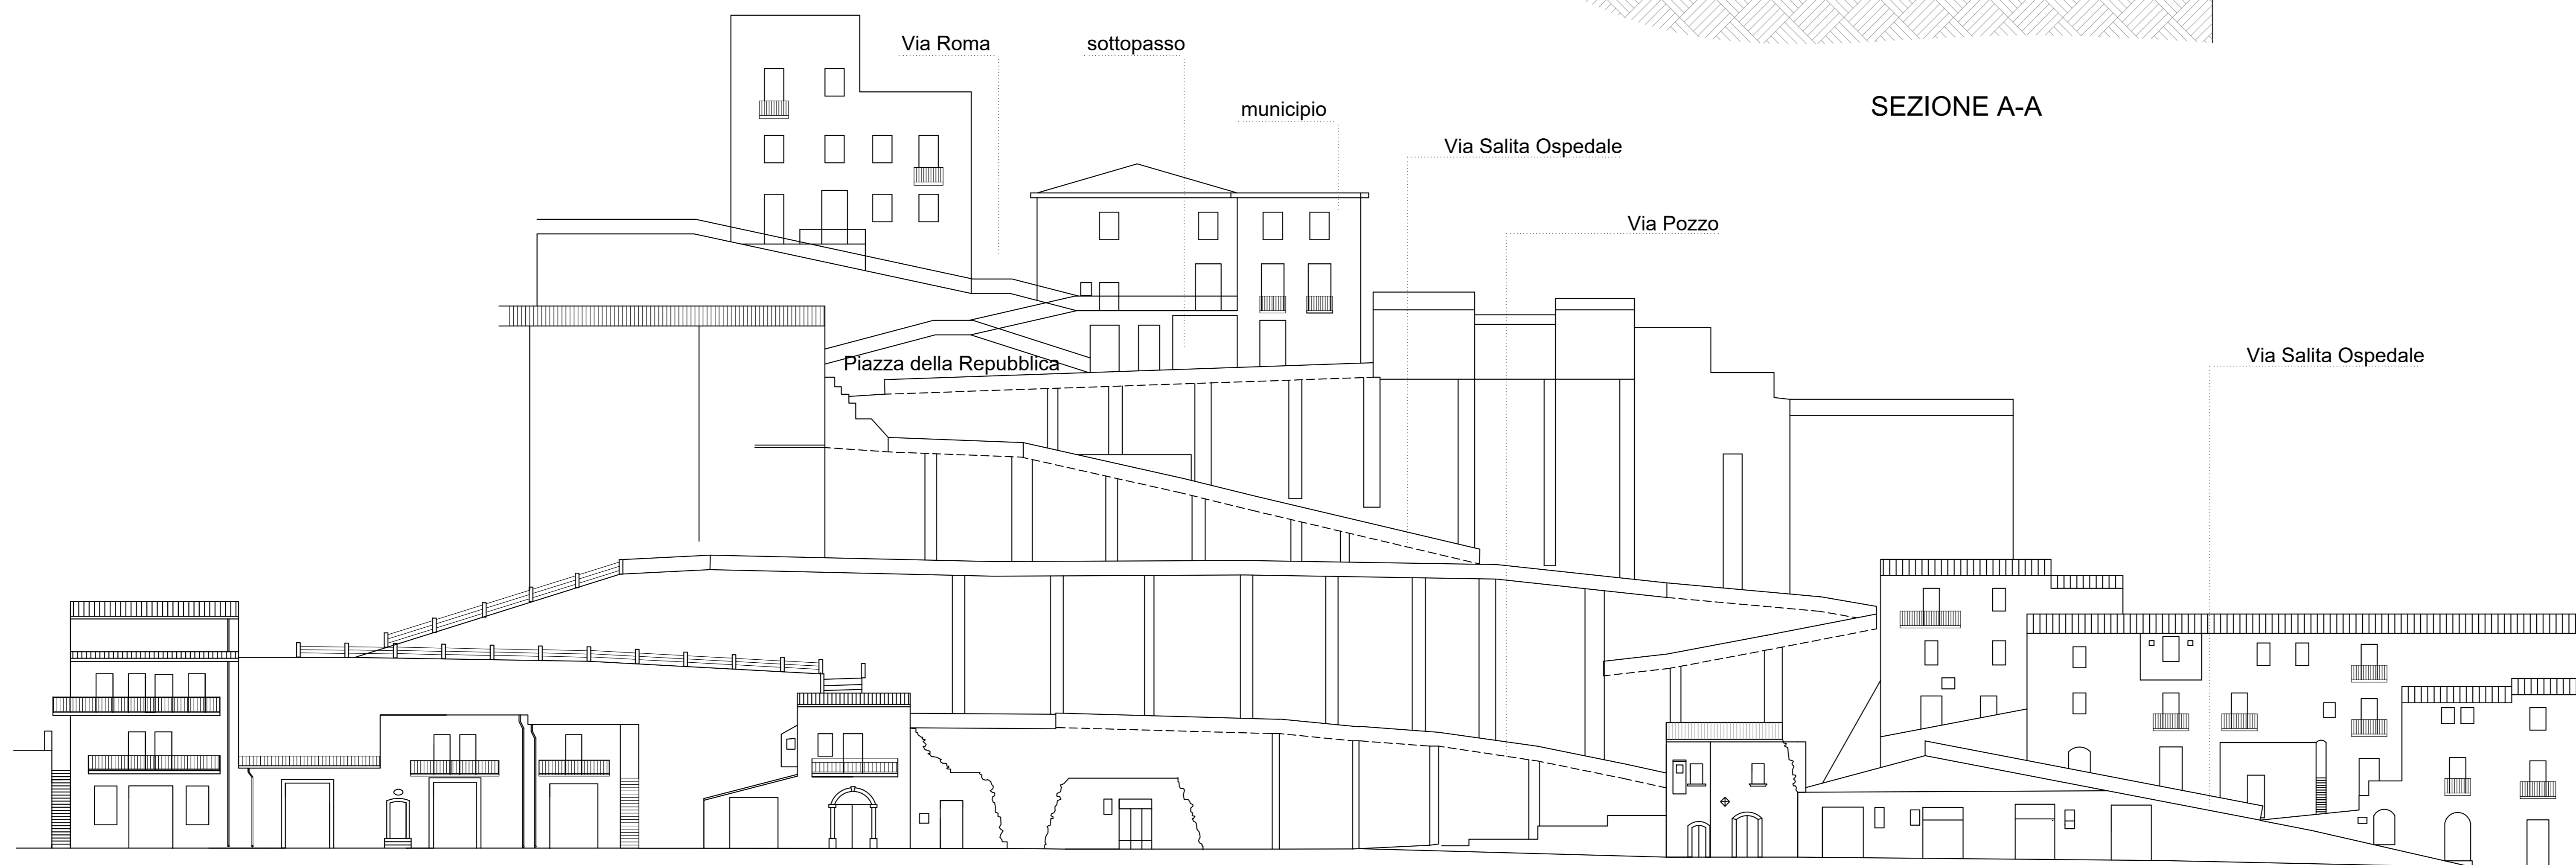 Via Roma
sottopasso
SEZIONE A-A
municipio
Via Salita Ospedale
Via Pozzo
Via Salita Ospedale
Piazza della Repubblica